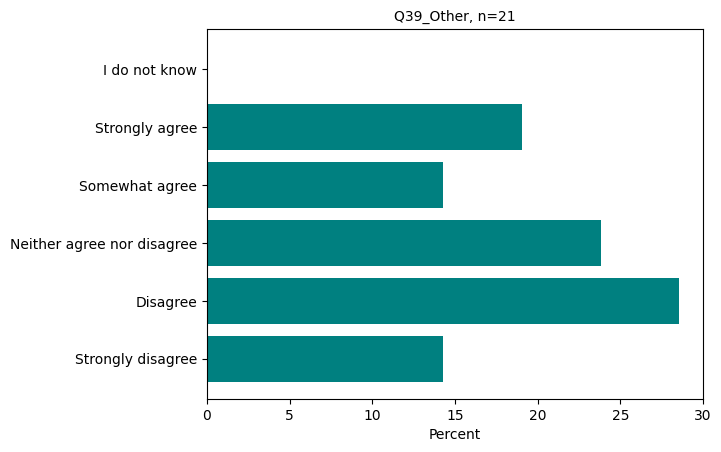 Q39_Other, n=21
I do not know
Strongly agree
Somewhat agree
Neither agree nor disagree
Disagree
Strongly disagree
0 5 10 15 20 25 30
Percent